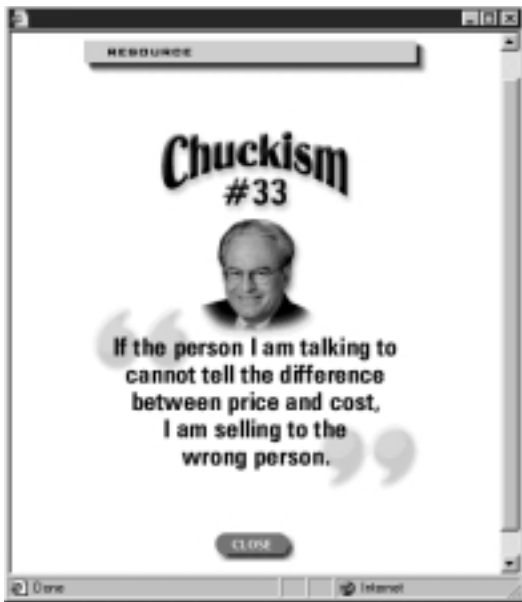 RESOURCE
Chuckism
#33
If the person I am talking to
cannot tell the difference
between price and cost,
I am selling to the
wrong person.
CLOSE
Done
Internet